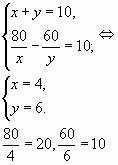 x + y = 10,
80/x − 60/y = 10; ⇔
x = 4,
y = 6.
80/4 = 20, 60/6 = 10